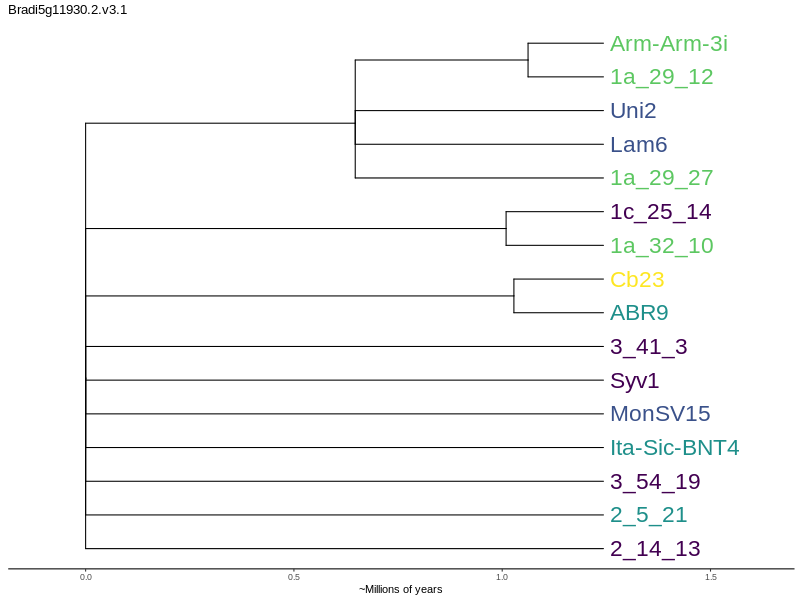 Bradi5g11930.2.v3.1
Arm-Arm-3i
1a_29_12
Uni2
Lam6
1a_29_27
1c_25_14
1a_32_10
Cb23
ABR9
3_41_3
Syv1
MonSV15
Ita-Sic-BNT4
3_54_19
2_5_21
2_14_13
0.0 0.5 1.0 1.5
~Millions of years